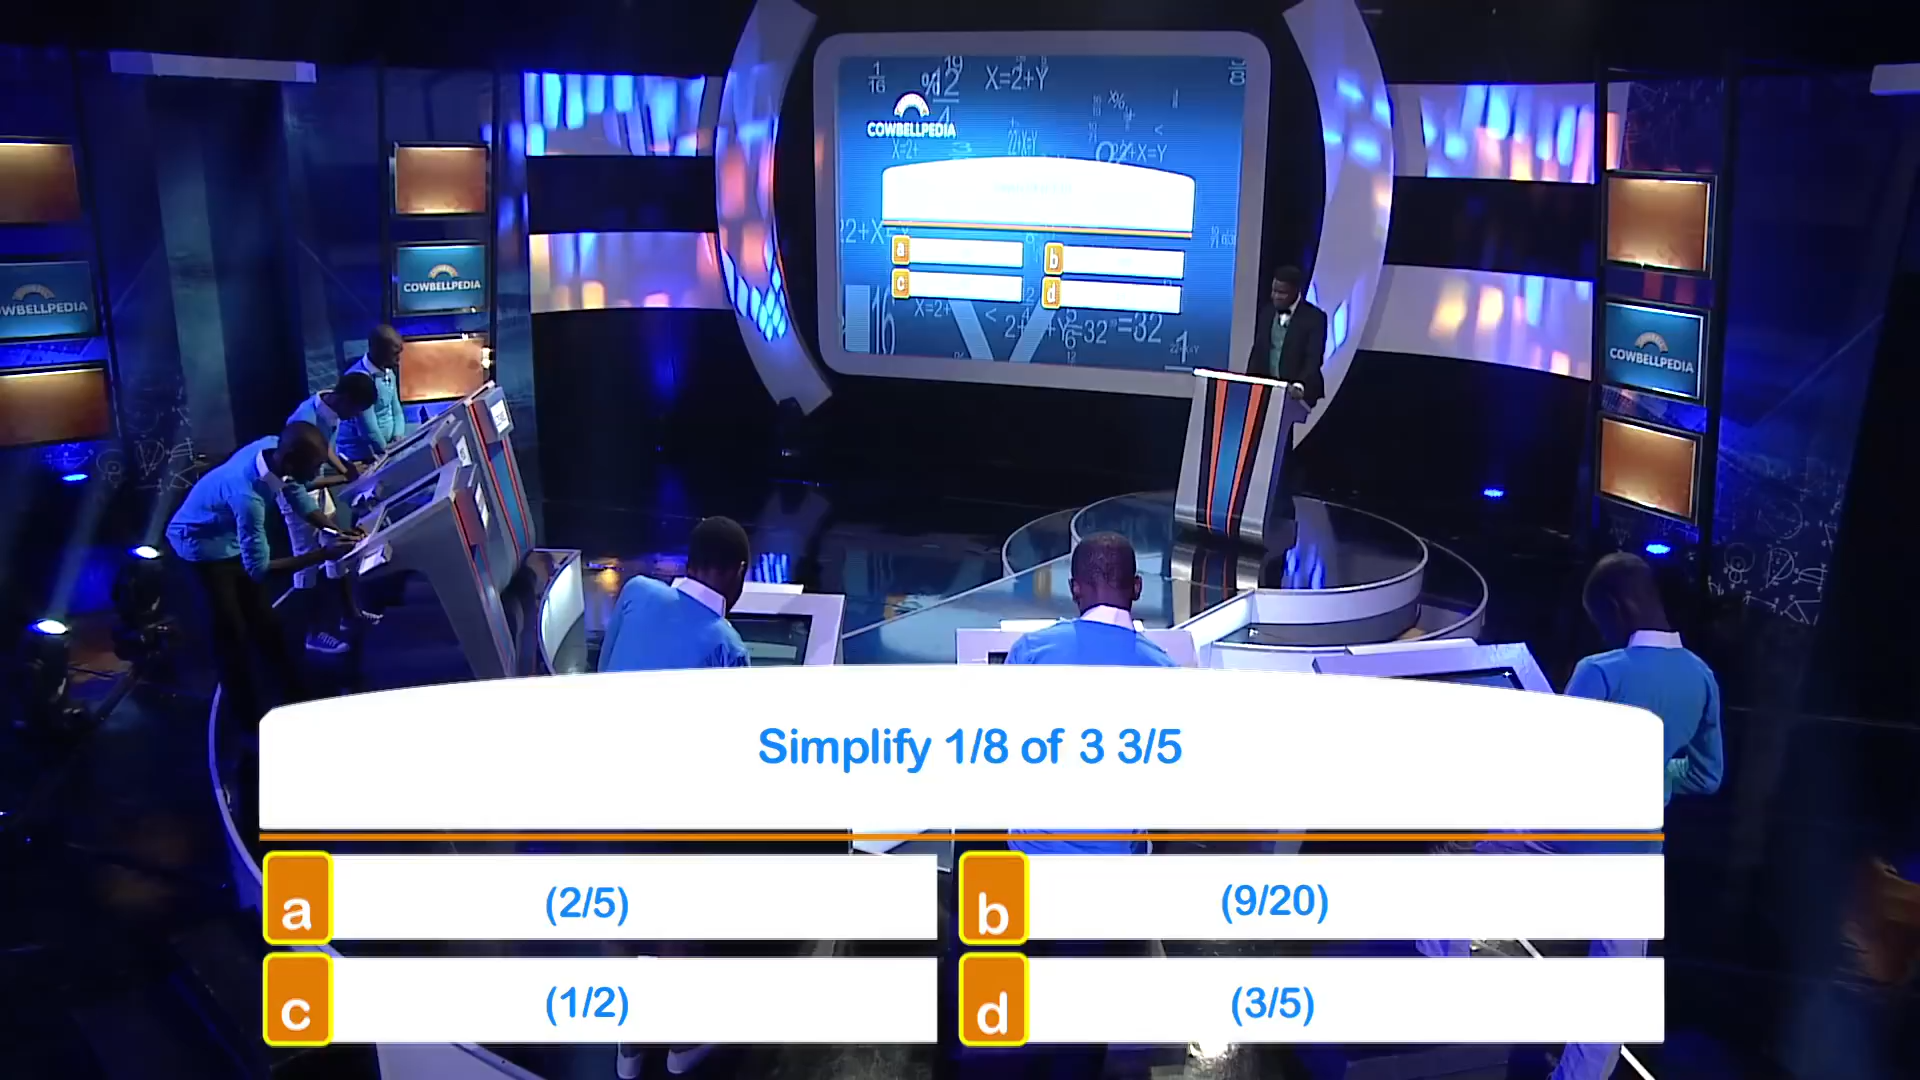 COWBELLPEDIA
X=2+Y
COWBELLPEDIA
COWBELLPEDIA
COWBELLPEDIA
a
b
c
d
Simplify 1/8 of 3 3/5
a (2/5)
b (9/20)
c (1/2)
d (3/5)